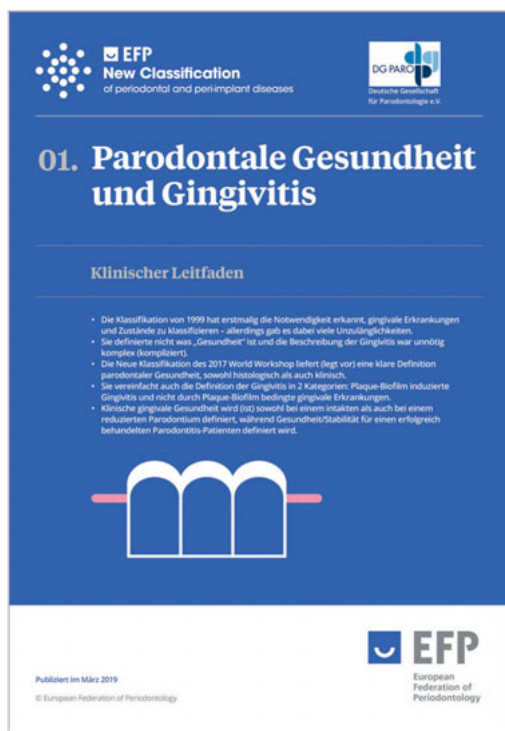 EFP
New Classification
of periodontal and peri-implant diseases
DG PARO
Deutsche Gesellschaft
für Parodontologie e.V.
01. Parodontale Gesundheit
und Gingivitis
Klinischer Leitfaden
• Die Klassifikation von 1999 hat erstmalig die Notwendigkeit erkannt, gingivale Erkrankungen
und Zustände zu klassifizieren – allerdings gab es dabei viele Unzulänglichkeiten.
• Sie definierte nicht was „Gesundheit“ ist und die Beschreibung der Gingivitis war unnötig
komplex (kompliziert).
• Die Neue Klassifikation des 2017 World Workshop liefert (legt vor) eine klare Definition
parodontaler Gesundheit, sowohl histologisch als auch klinisch.
• Sie vereinfacht auch die Definition der Gingivitis in 2 Kategorien: Plaque-Biofilm induzierte
Gingivitis und nicht durch Plaque-Biofilm bedingte gingivale Erkrankungen.
• Klinische gingivale Gesundheit wird (ist) sowohl bei einem intakten als auch bei einem
reduzierten Parodontium definiert, während Gesundheit/Stabilität für einen erfolgreich
behandelten Parodontitis-Patienten definiert wird.
EFP
European
Federation of
Periodontology
Publiziert im März 2019
© European Federation of Periodontology